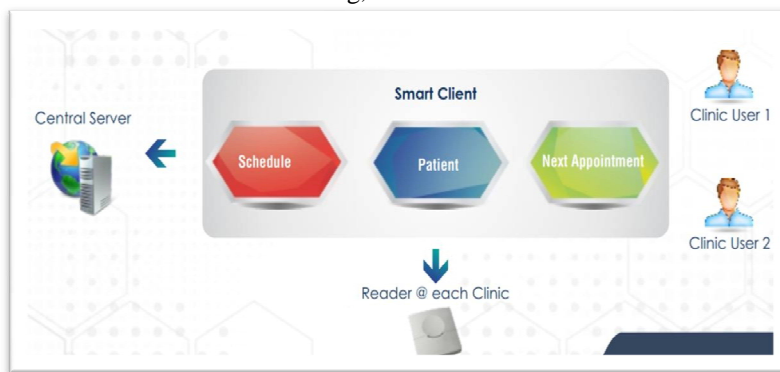 Smart Client
Central Server
Schedule
Patient
Next Appointment
Clinic User 1
Clinic User 2
Reader @ each Clinic